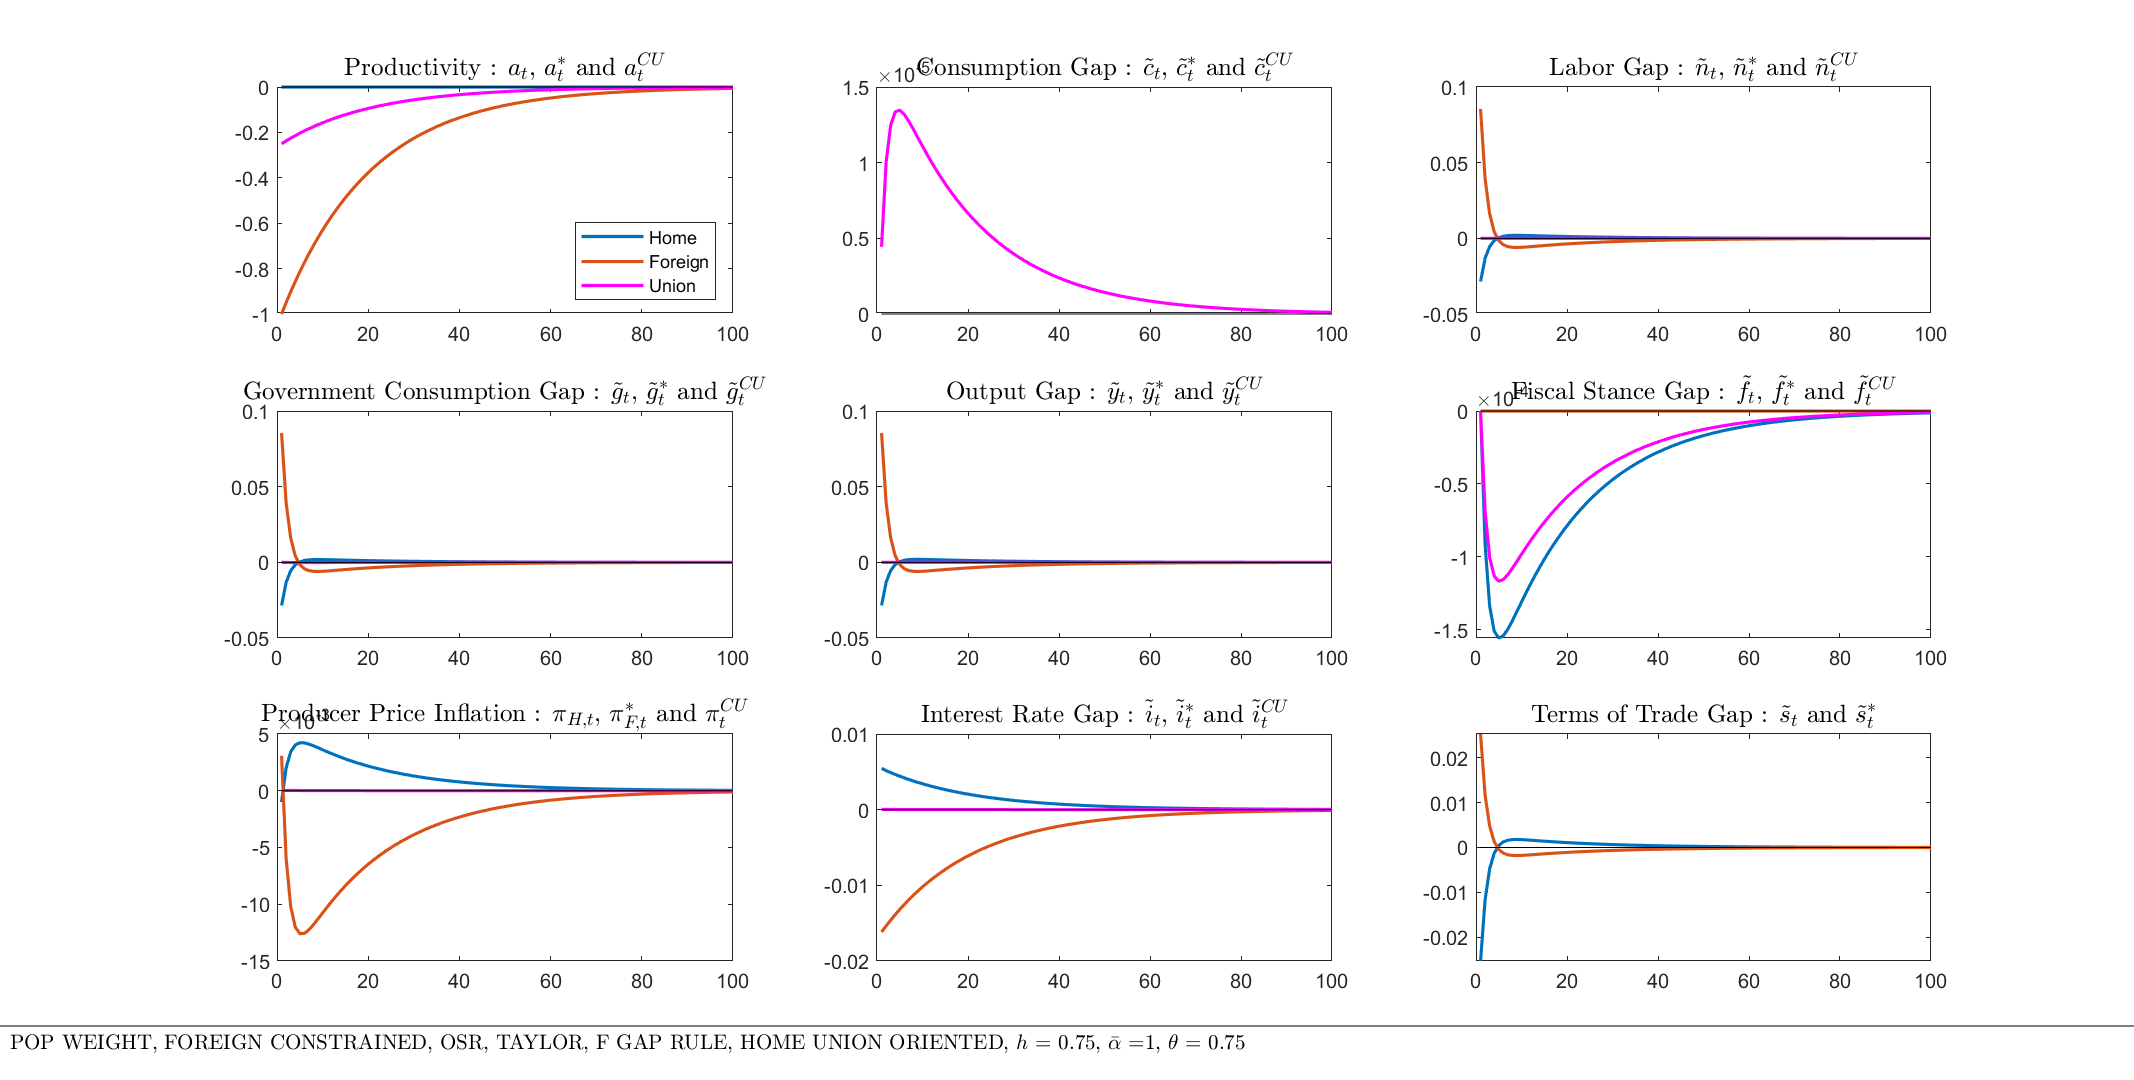 Productivity : a_t, a_t^* and a_t^{CU}
0
-0.2
-0.4
-0.6
-0.8
-1
0 20 40 60 80 100
Home
Foreign
Union
Consumption Gap : c̃_t, c̃_t^* and c̃_t^{CU}
1.5
1
0.5
0
0 20 40 60 80 100
Labor Gap : ñ_t, ñ_t^* and ñ_t^{CU}
0.1
0.05
0
-0.05
0 20 40 60 80 100
Government Consumption Gap : g̃_t, g̃_t^* and g̃_t^{CU}
0.1
0.05
0
-0.05
0 20 40 60 80 100
Output Gap : ỹ_t, ỹ_t^* and ỹ_t^{CU}
0.1
0.05
0
-0.05
0 20 40 60 80 100
Fiscal Stance Gap : f̃_t, f̃_t^* and f̃_t^{CU}
0
-0.5
-1
-1.5
0 20 40 60 80 100
Producer Price Inflation : π_{H,t}, π_{F,t}^* and π_t^{CU}
5
0
-5
-10
-15
0 20 40 60 80 100
Interest Rate Gap : ĩ_t, ĩ_t^* and ĩ_t^{CU}
0.01
0
-0.01
-0.02
0 20 40 60 80 100
Terms of Trade Gap : s̃_t and s̃_t^*
0.02
0.01
0
-0.01
-0.02
0 20 40 60 80 100
POP WEIGHT, FOREIGN CONSTRAINED, OSR, TAYLOR, F GAP RULE, HOME UNION ORIENTED, h = 0.75, ᾱ =1, θ = 0.75